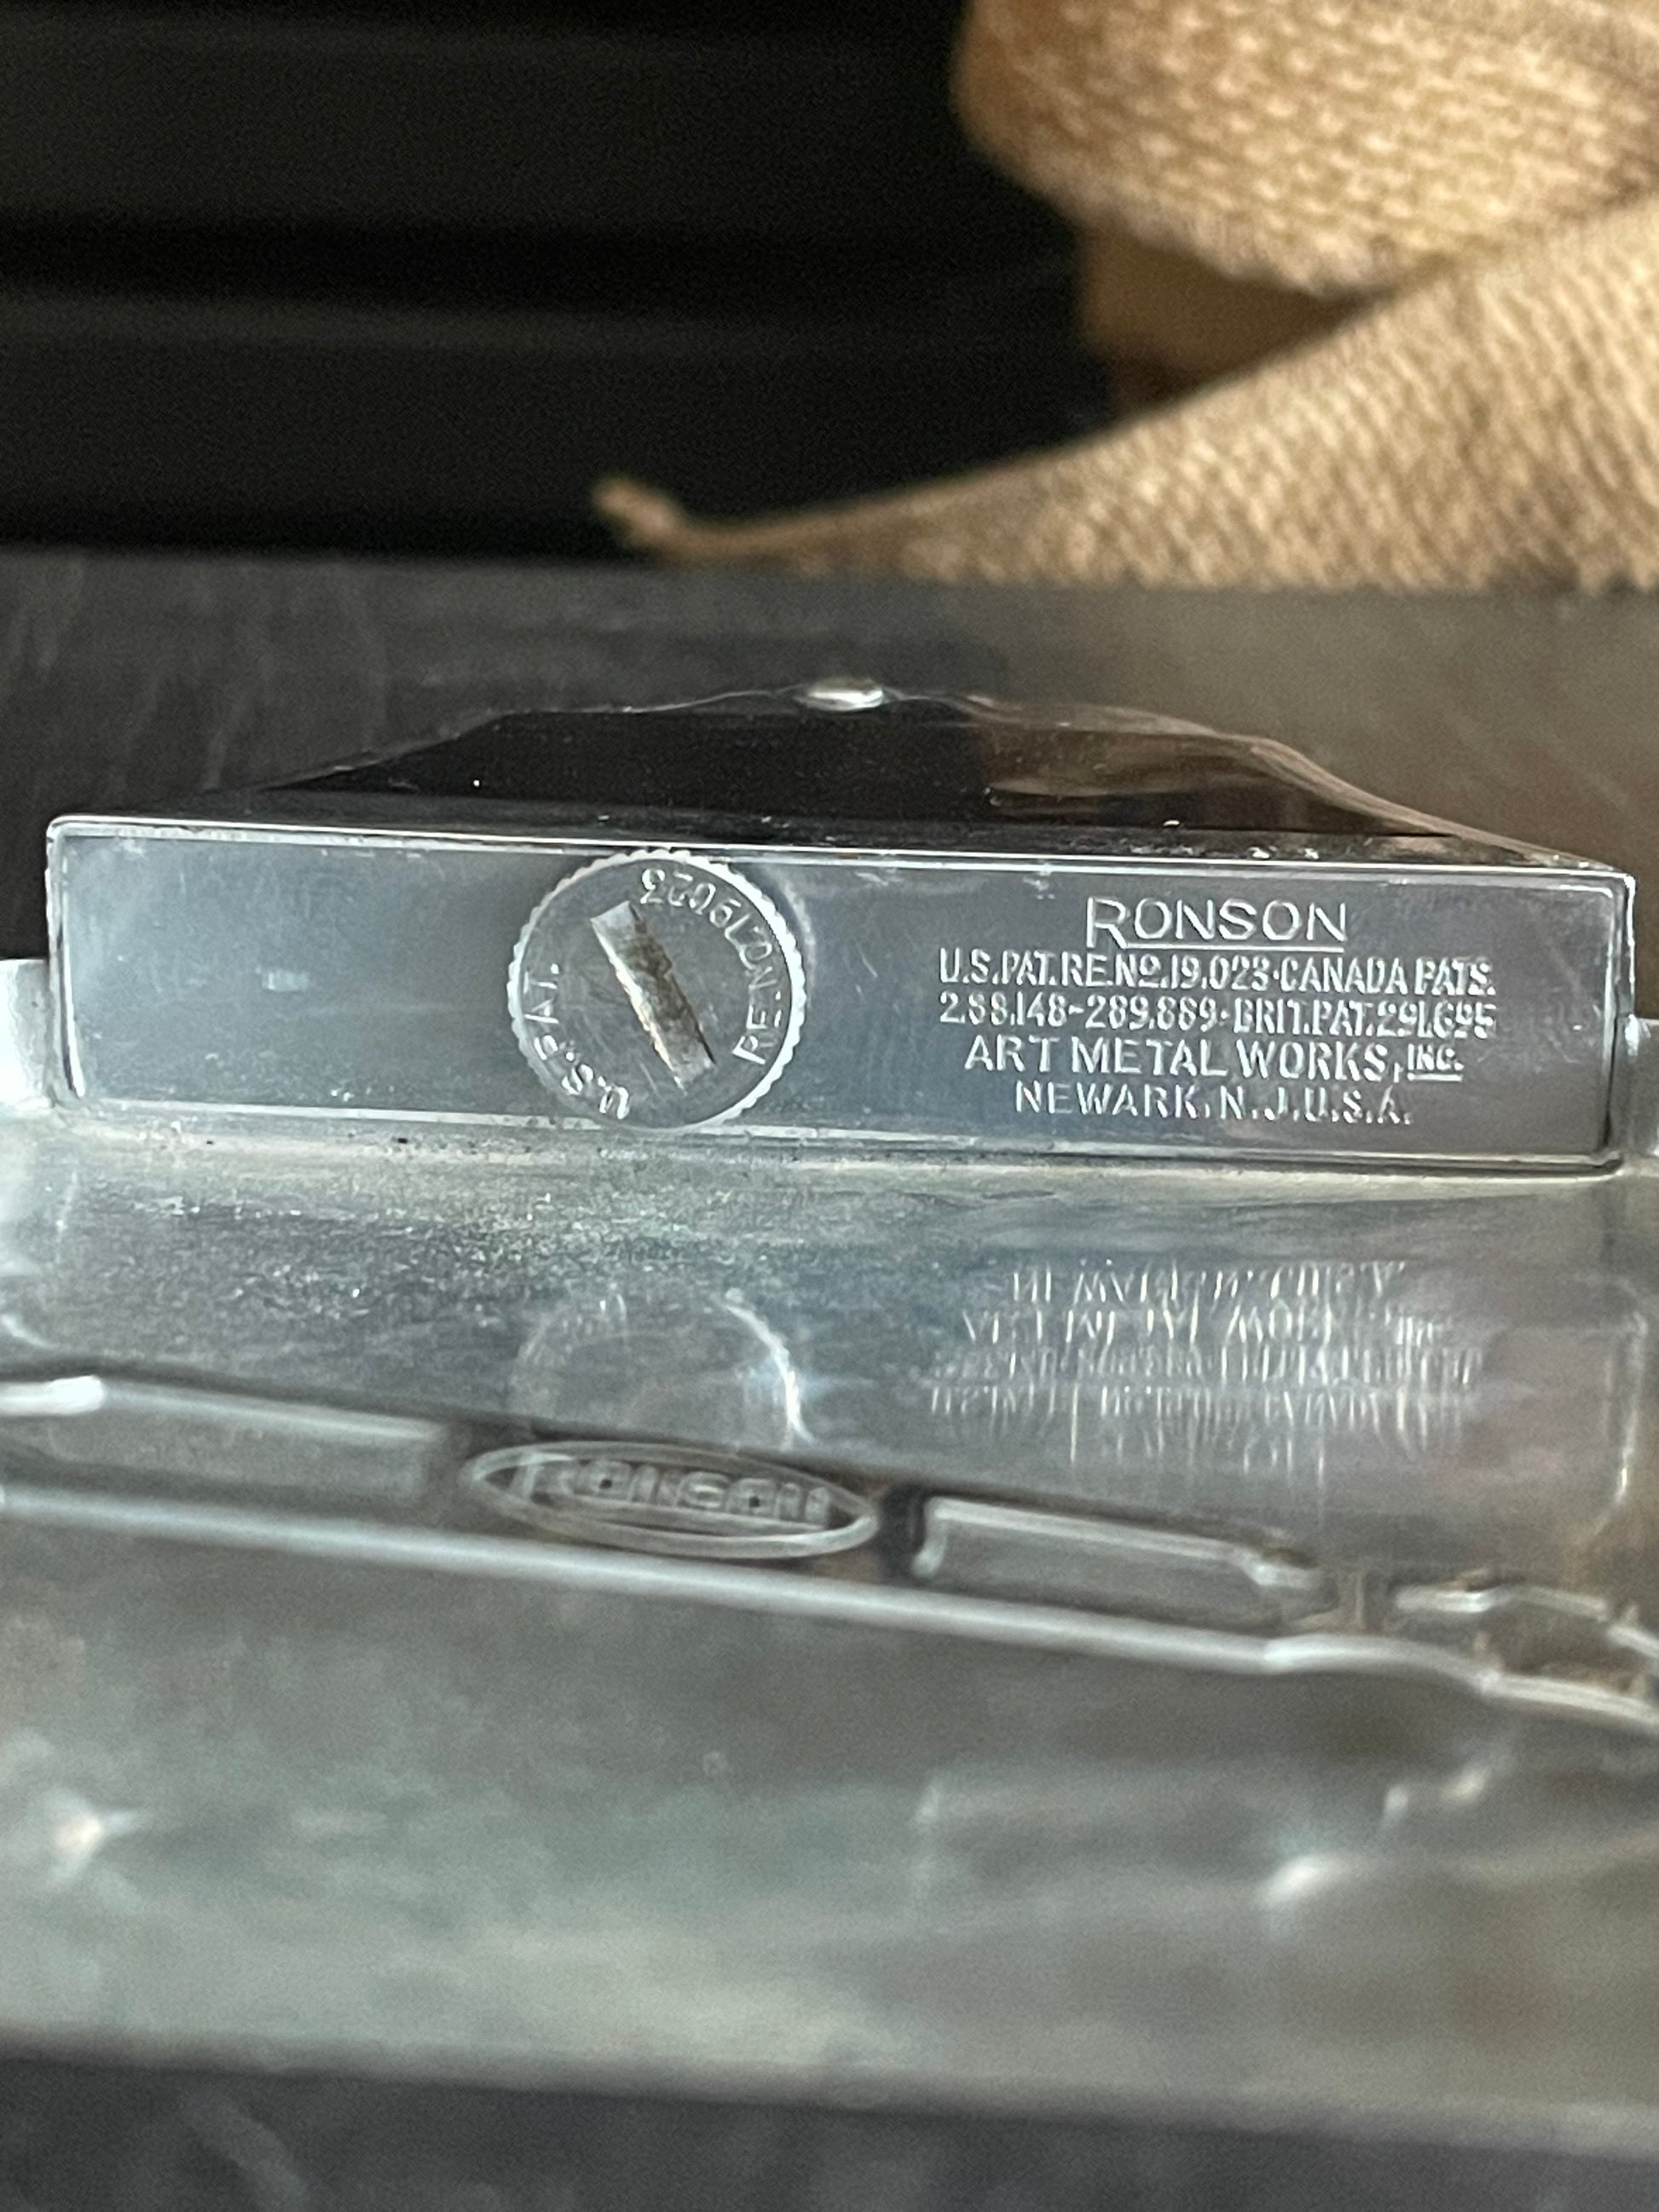 U.S. PAT. RE. No. 19023
RONSON
U.S.PAT.RE.No.19,023·CANADA PATS.
288,148-289,889·BRIT.PAT.291,695
ART METAL WORKS, INC.
NEWARK, N.J.U.S.A.
RONSON